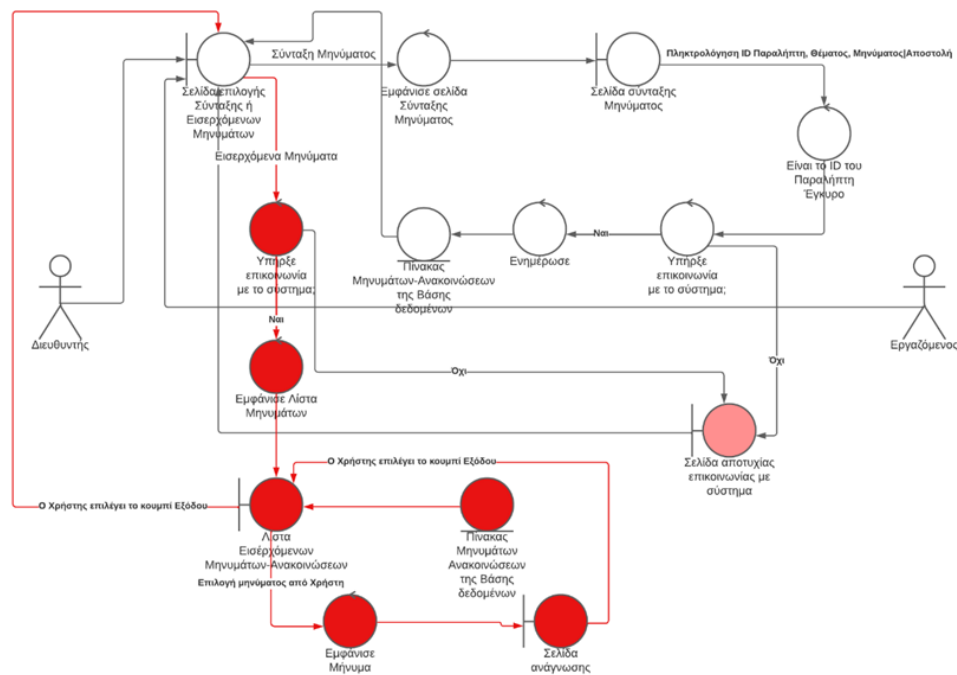 Σύνταξη Μηνύματος
Πληκτρολόγηση ID Παραλήπτη, Θέματος, Μηνύματος|Αποστολή
Σελίδα επιλογής
Σύνταξης ή
Εισερχόμενων
Μηνυμάτων
Εμφάνισε σελίδα
Σύνταξης
Μηνύματος
Σελίδα σύνταξης
Μηνύματος
Εισερχόμενα Μηνύματα
Είναι το ID του
Παραλήπτη
Έγκυρο
Υπήρξε
επικοινωνία
με το σύστημα;
Πίνακας
Μηνυμάτων-Ανακοινώσεων
της Βάσης
δεδομένων
Ενημέρωσε
Ναι
Υπήρξε
επικοινωνία
με το σύστημα;
Διευθυντής
Ναι
Εργαζόμενος
Όχι
Όχι
Εμφάνισε Λίστα
Μηνυμάτων
Σελίδα αποτυχίας
επικοινωνίας με
σύστημα
Ο Χρήστης επιλέγει το κουμπί Εξόδου
Ο Χρήστης επιλέγει το κουμπί Εξόδου
Λίστα
Εισέρχόμενων
Μηνυμάτων-Ανακοινώσεων
Πίνακας
Μηνυμάτων
Ανακοινώσεων
της Βάσης
δεδομένων
Επιλογή μηνύματος από Χρήστη
Εμφάνισε
Μήνυμα
Σελίδα
ανάγνωσης